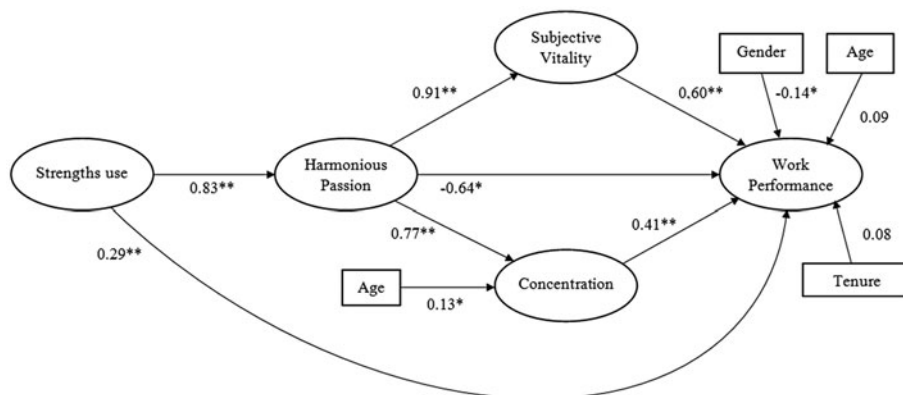 Subjective
Vitality
Gender
Age
0.91**
0,60**
-0.14*
0.09
Strengths use
0.83**
Harmonious
Passion
-0.64*
Work
Performance
0.77**
0.41**
0.08
0.29**
Age
0.13*
Concentration
Tenure